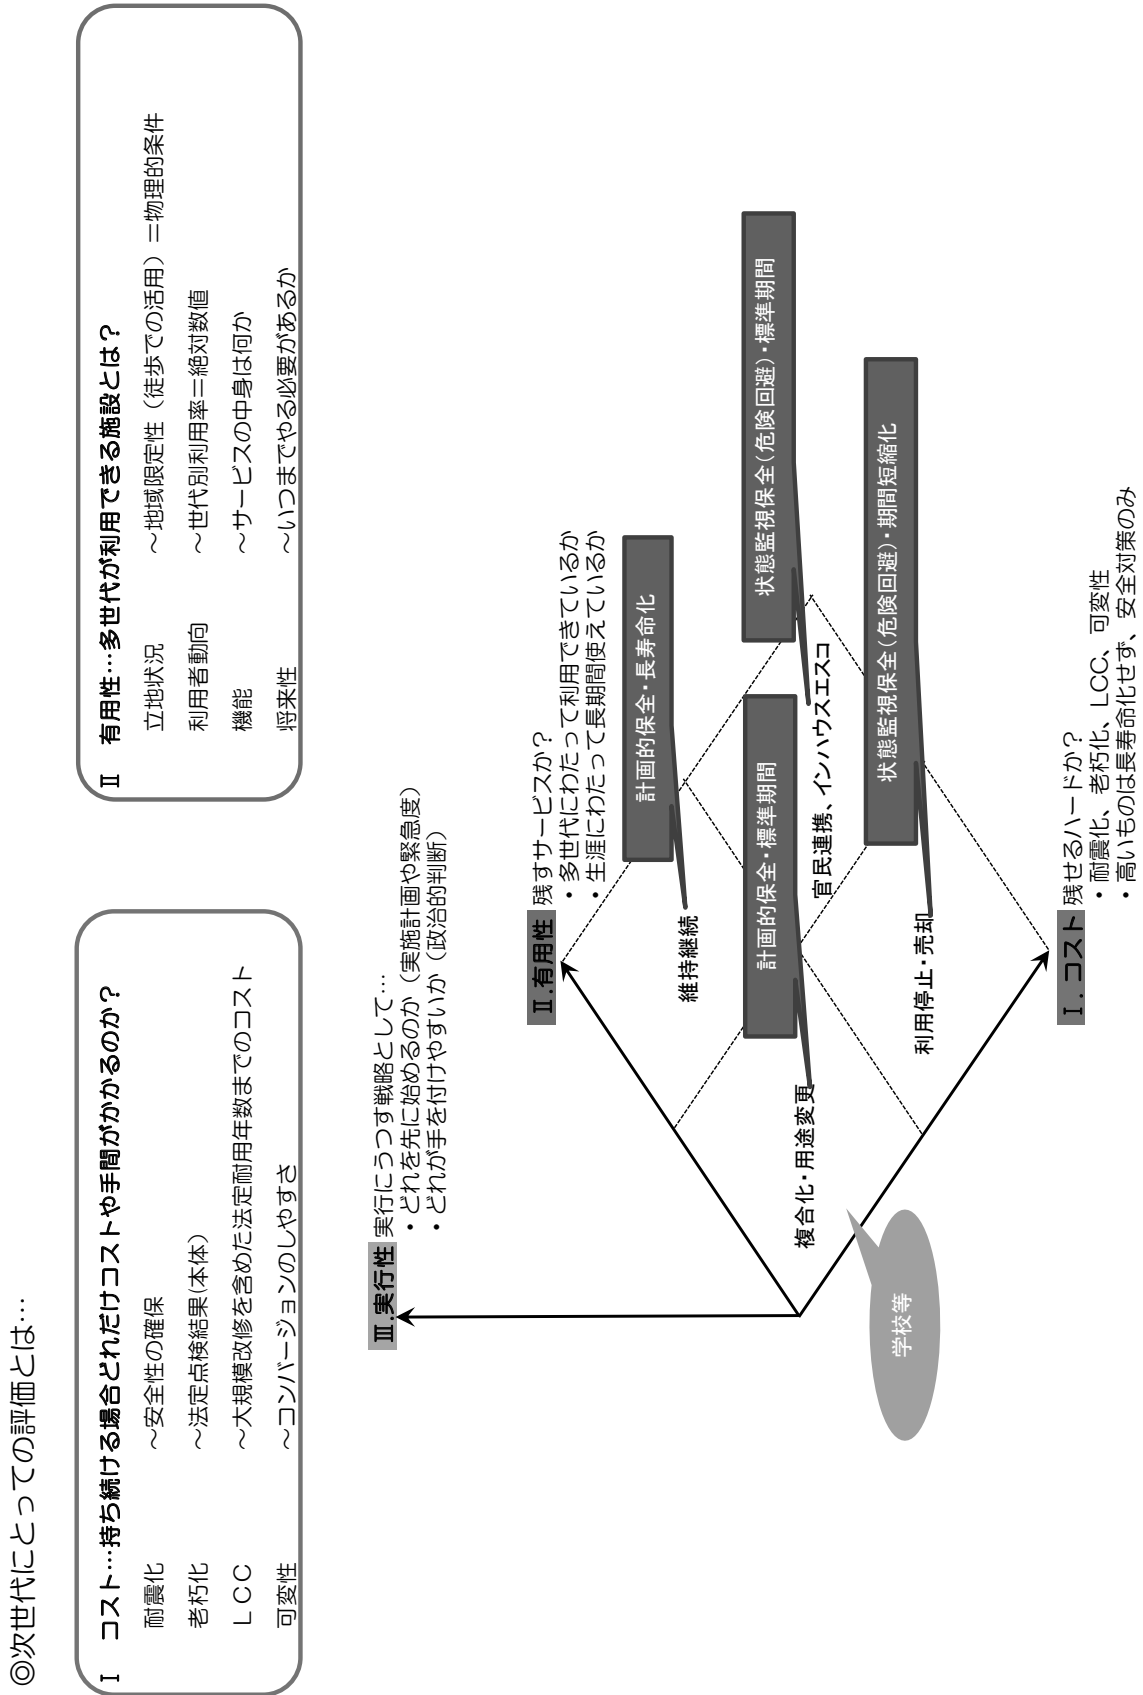 ◎次世代にとっての評価とは…
Ⅰ　コスト…持ち続ける場合どれだけコストや手間がかかるのか？
耐震化　～安全性の確保
老朽化　～法定点検結果(本体)
ＬＣＣ　～大規模改修を含めた法定耐用年数までのコスト
可変性　～コンバージョンのしやすさ
Ⅱ　有用性…多世代が利用できる施設とは？
立地状況　～地域限定性（徒歩での活用）＝物理的条件
利用者動向　～世代別利用率＝絶対数値
機能　～サービスの中身は何か
将来性　～いつまでやる必要があるか
Ⅲ.実行性 実行にうつす戦略として…
・どれを先に始めるのか（実施計画や緊急度）
・どれが手を付けやすいか（政治的判断）
Ⅱ.有用性 残すサービスか？
・多世代にわたって利用できているか
・生涯にわたって長期間使えているか
計画的保全・長寿命化
維持継続
計画的保全・標準期間
複合化・用途変更
状態監視保全（危険回避）・標準期間
官民連携、インハウスエスコ
状態監視保全（危険回避）・期間短縮化
利用停止・売却
学校等
Ⅰ．コスト 残せるハードか？
・耐震化、老朽化、LCC、可変性
・高いものは長寿命化せず、安全対策のみ